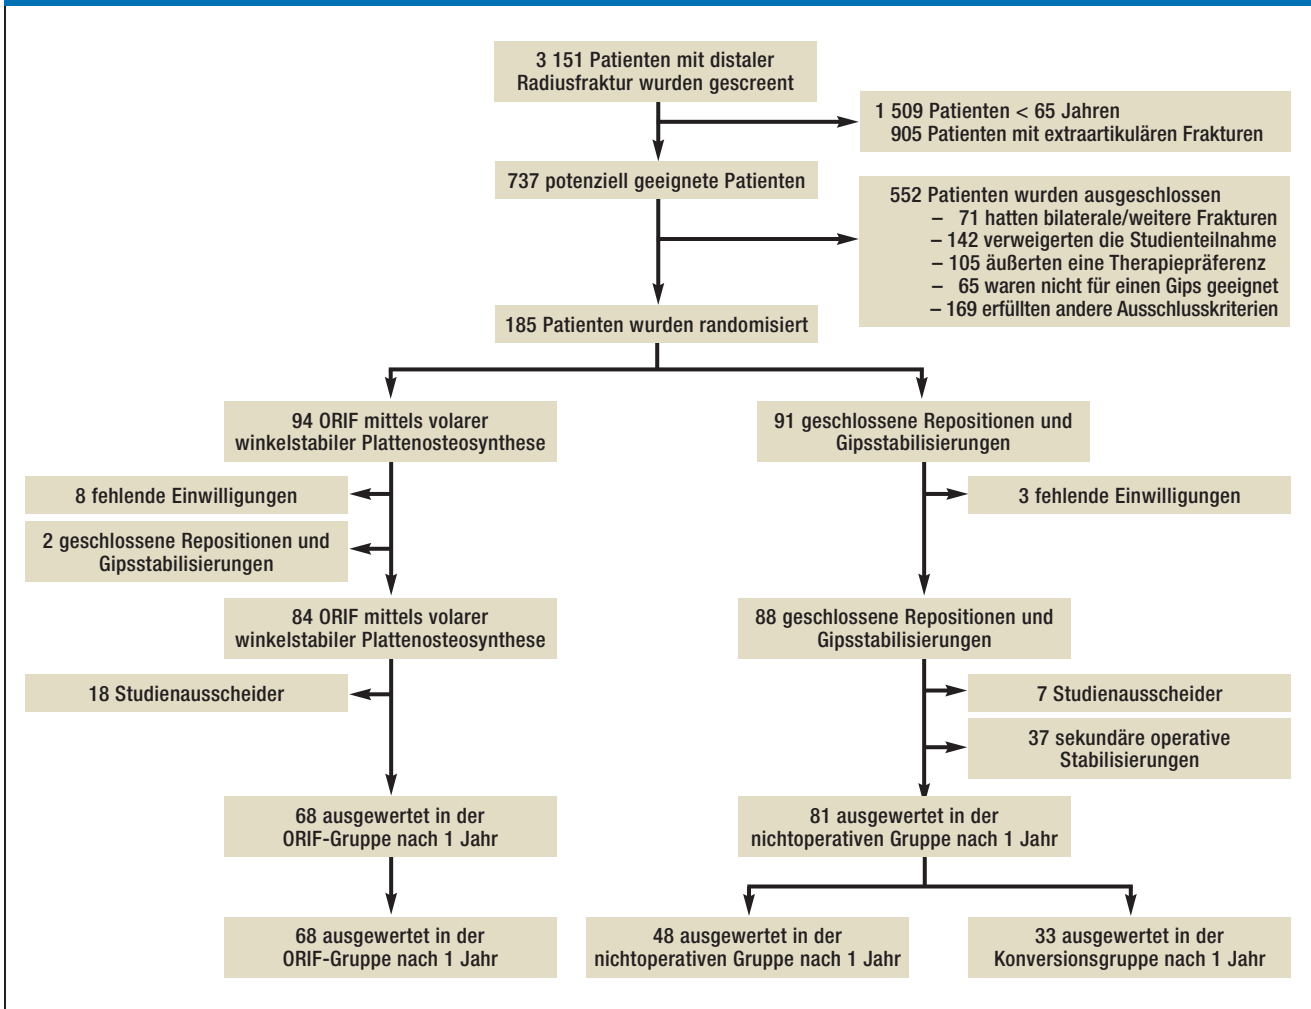 3 151 Patienten mit distaler
Radiusfraktur wurden gescreent
1 509 Patienten < 65 Jahren
905 Patienten mit extraartikulären Frakturen
737 potenziell geeignete Patienten
552 Patienten wurden ausgeschlossen
– 71 hatten bilaterale/weitere Frakturen
– 142 verweigerten die Studienteilnahme
– 105 äußerten eine Therapiepräferenz
– 65 waren nicht für einen Gips geeignet
– 169 erfüllten andere Ausschlusskriterien
185 Patienten wurden randomisiert
94 ORIF mittels volarer
winkelstabiler Plattenosteosynthese
91 geschlossene Repositionen und
Gipsstabilisierungen
8 fehlende Einwilligungen
3 fehlende Einwilligungen
2 geschlossene Repositionen und
Gipsstabilisierungen
84 ORIF mittels volarer
winkelstabiler Plattenosteosynthese
88 geschlossene Repositionen und
Gipsstabilisierungen
18 Studienausscheider
7 Studienausscheider
37 sekundäre operative
Stabilisierungen
68 ausgewertet in der
ORIF-Gruppe nach 1 Jahr
81 ausgewertet in der
nichtoperativen Gruppe nach 1 Jahr
68 ausgewertet in der
ORIF-Gruppe nach 1 Jahr
48 ausgewertet in der
nichtoperativen Gruppe nach 1 Jahr
33 ausgewertet in der
Konversionsgruppe nach 1 Jahr